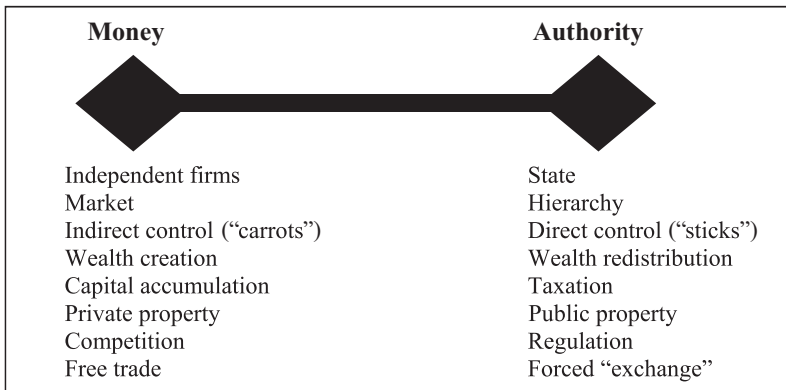 Money
Authority
Independent firms
Market
Indirect control (“carrots”)
Wealth creation
Capital accumulation
Private property
Competition
Free trade
State
Hierarchy
Direct control (“sticks”)
Wealth redistribution
Taxation
Public property
Regulation
Forced “exchange”